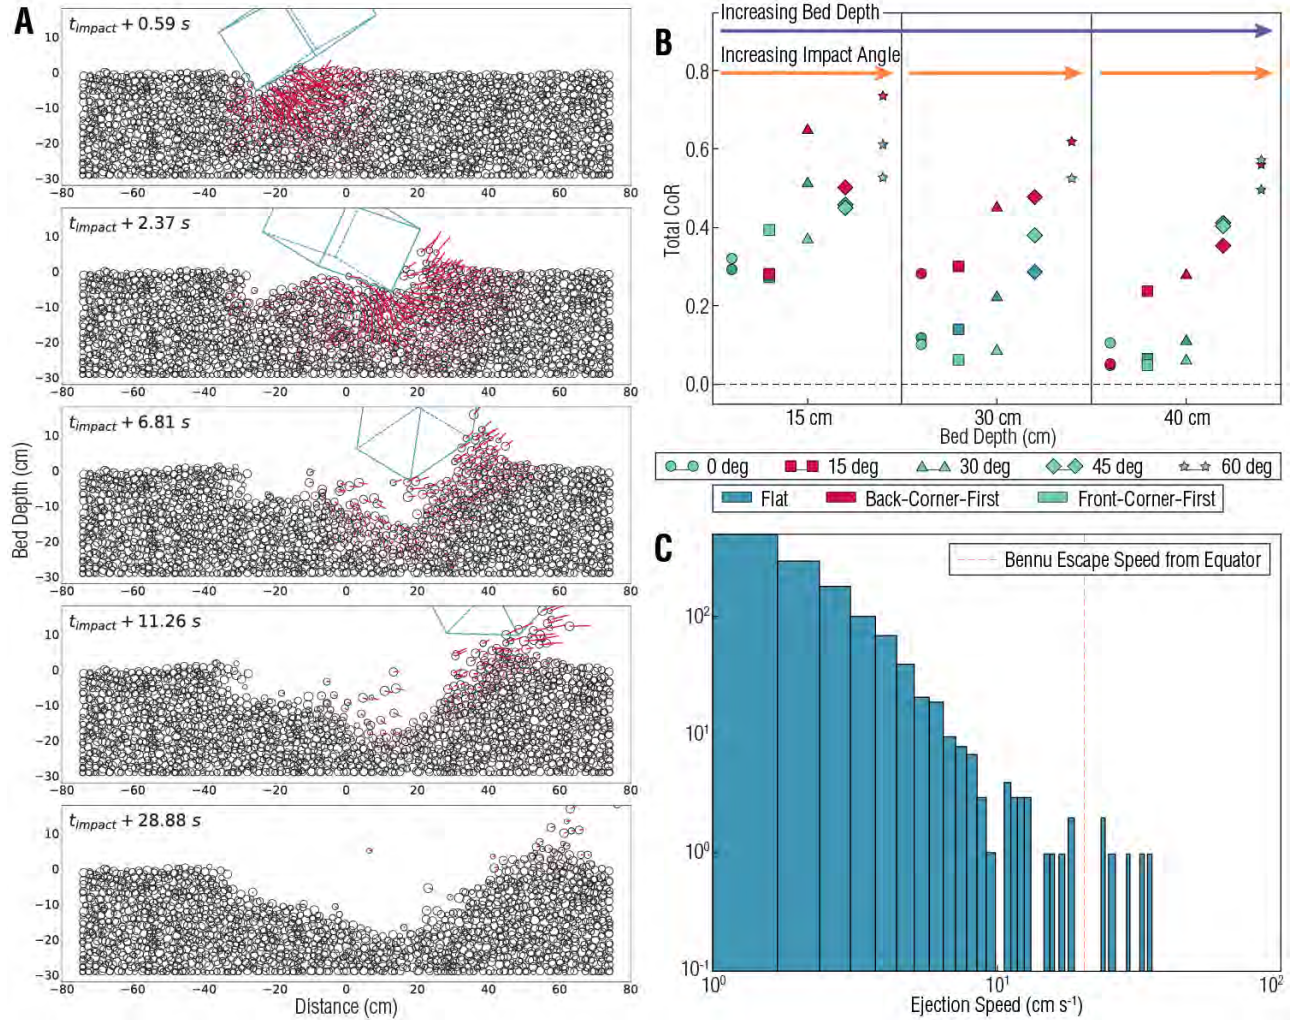 A
t_impact + 0.59 s
10
0
−10
−20
−30
−80 −60 −40 −20 0 20 40 60 80
t_impact + 2.37 s
10
0
−10
−20
−30
−80 −60 −40 −20 0 20 40 60 80
t_impact + 6.81 s
10
0
−10
−20
−30
−80 −60 −40 −20 0 20 40 60 80
t_impact + 11.26 s
10
0
−10
−20
−30
−80 −60 −40 −20 0 20 40 60 80
t_impact + 28.88 s
10
0
−10
−20
−30
−80 −60 −40 −20 0 20 40 60 80
Bed Depth (cm)
Distance (cm)
B
Increasing Bed Depth
Increasing Impact Angle
0.8
0.6
0.4
0.2
0.0
Total CoR
15 cm 30 cm 40 cm
Bed Depth (cm)
0 deg 15 deg 30 deg 45 deg 60 deg
Flat Back-Corner-First Front-Corner-First
C
Bennu Escape Speed from Equator
10²
10¹
10⁰
10⁻¹
10⁰ 10¹ 10²
Ejection Speed (cm s⁻¹)